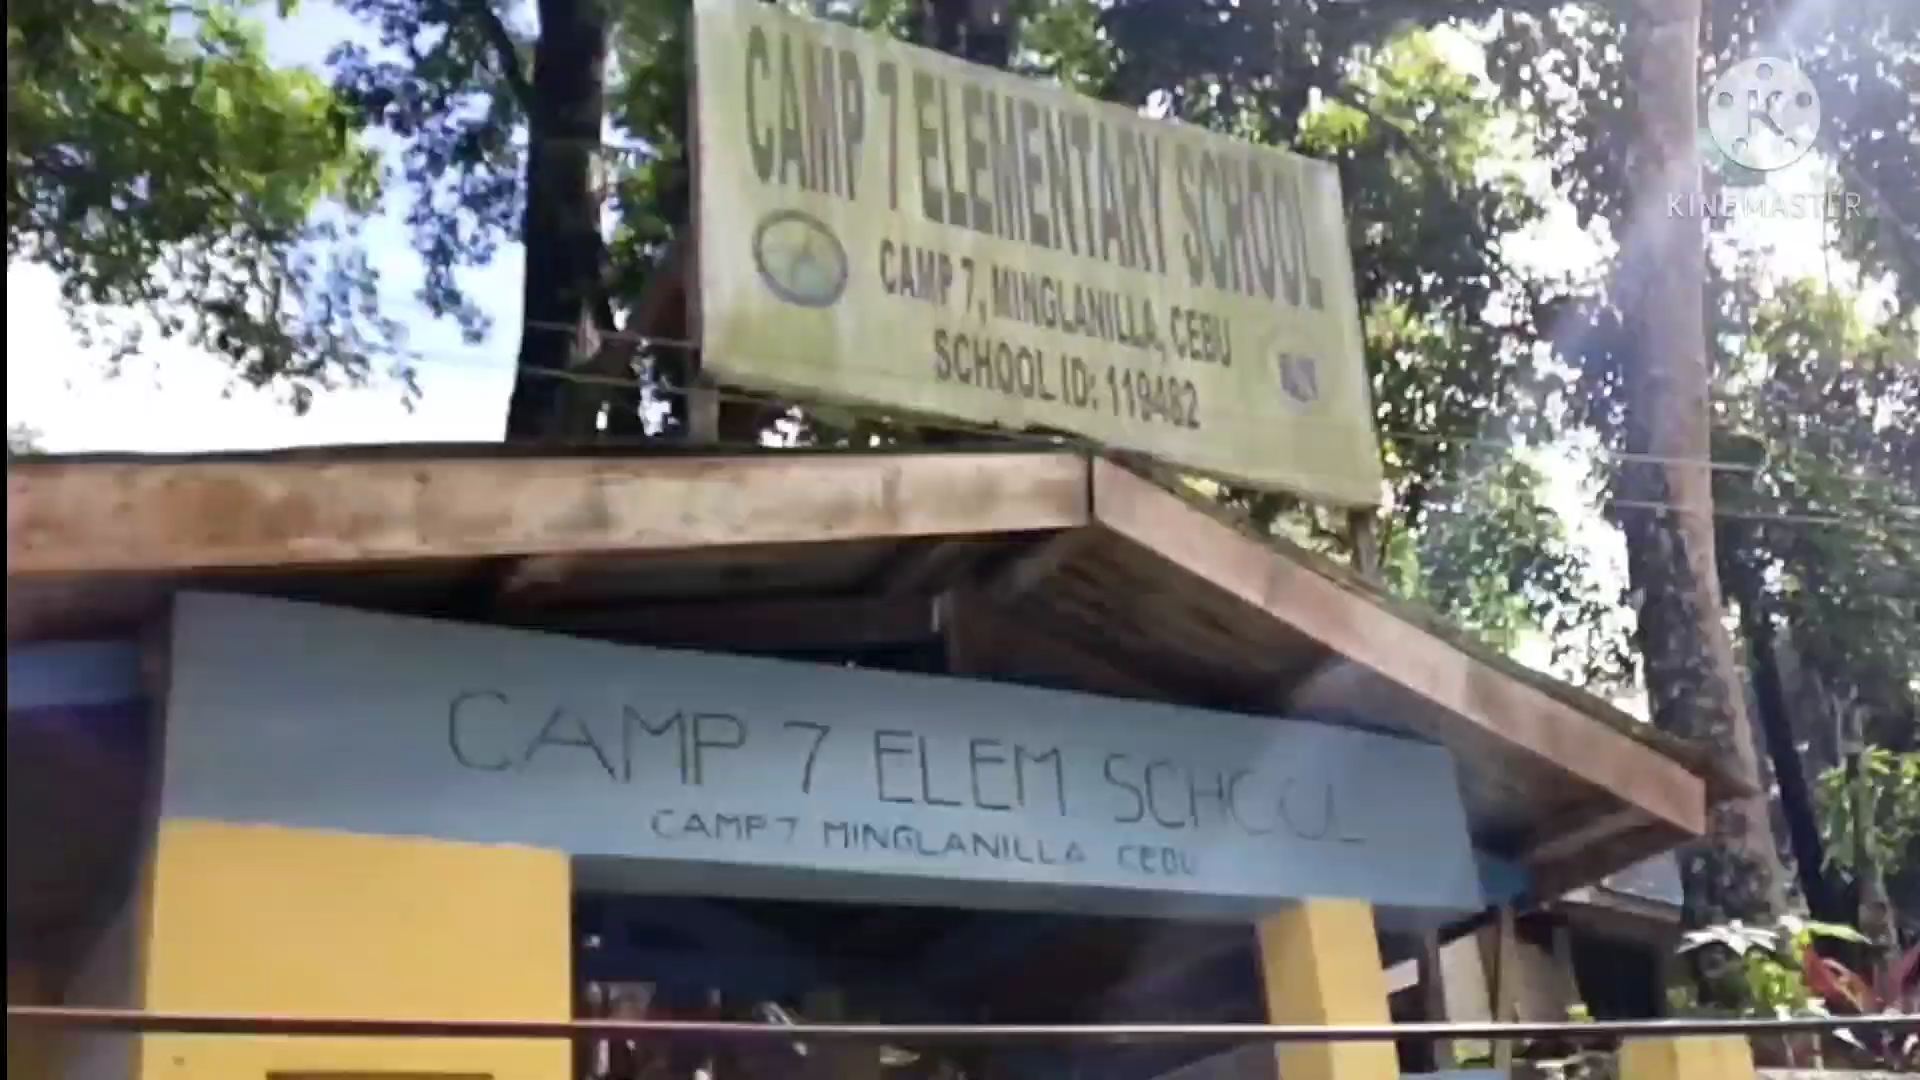 CAMP 7 ELEMENTARY SCHOOL
CAMP 7, MINGLANILLA, CEBU
SCHOOL ID: 119482
K
KINEMASTER
CAMP 7 ELEM SCHOOL
CAMP 7 MINGLANILLA CEBU